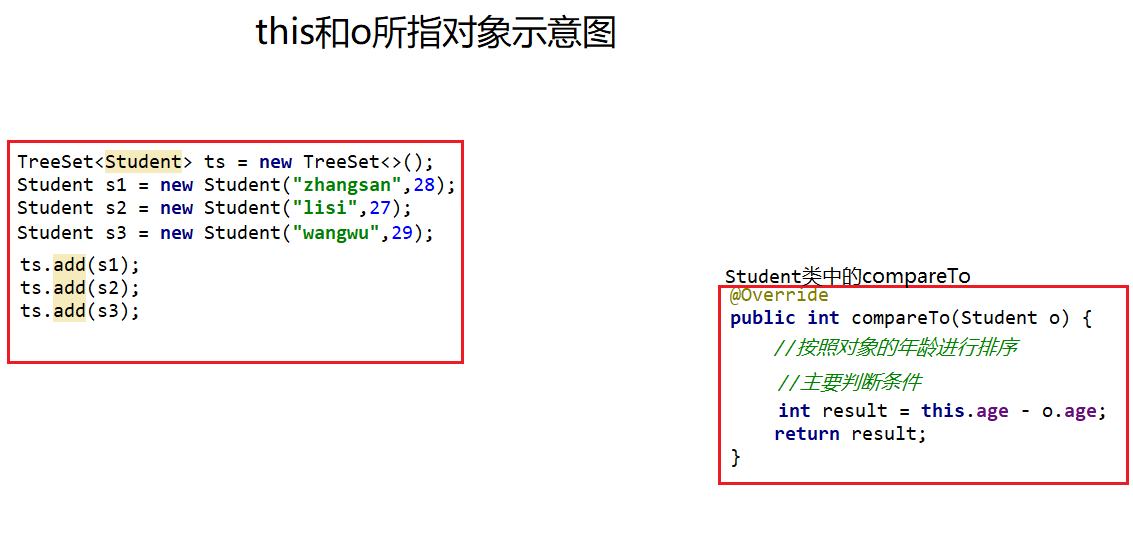 this和o所指对象示意图
TreeSet<Student> ts = new TreeSet<>();
Student s1 = new Student("zhangsan",28);
Student s2 = new Student("lisi",27);
Student s3 = new Student("wangwu",29);
ts.add(s1);
ts.add(s2);
ts.add(s3);
Student类中的compareTo
@Override
public int compareTo(Student o) {
//按照对象的年龄进行排序
//主要判断条件
int result = this.age - o.age;
return result;
}